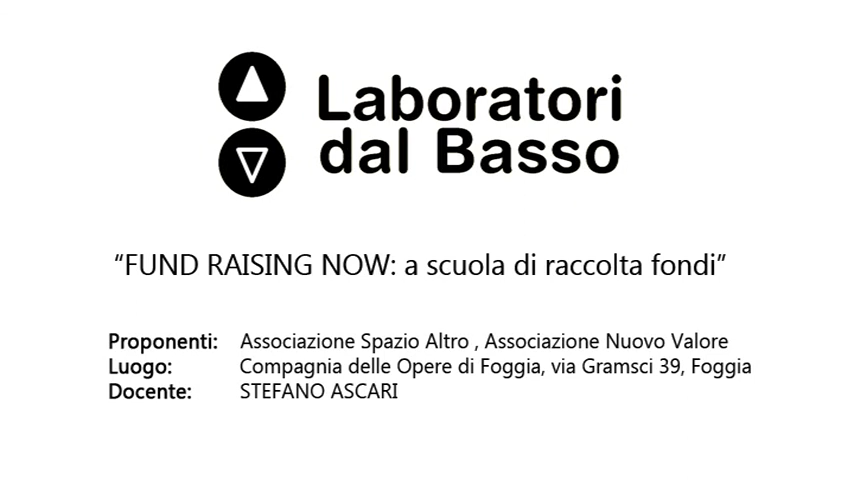 Laboratori
dal Basso
“FUND RAISING NOW: a scuola di raccolta fondi”
Proponenti: Associazione Spazio Altro , Associazione Nuovo Valore
Luogo: Compagnia delle Opere di Foggia, via Gramsci 39, Foggia
Docente: STEFANO ASCARI